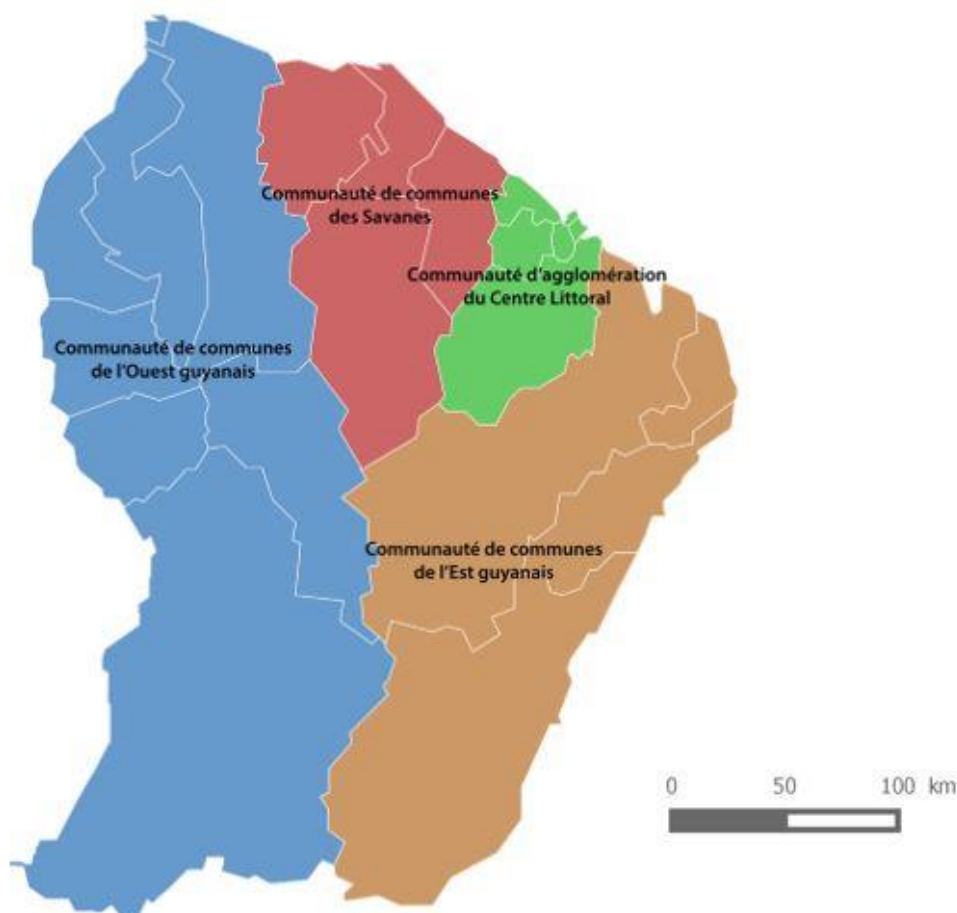 Communauté de communes
des Savanes
Communauté d'agglomération
du Centre Littoral
Communauté de communes
de l'Ouest guyanais
Communauté de communes
de l'Est guyanais
0 50 100 km